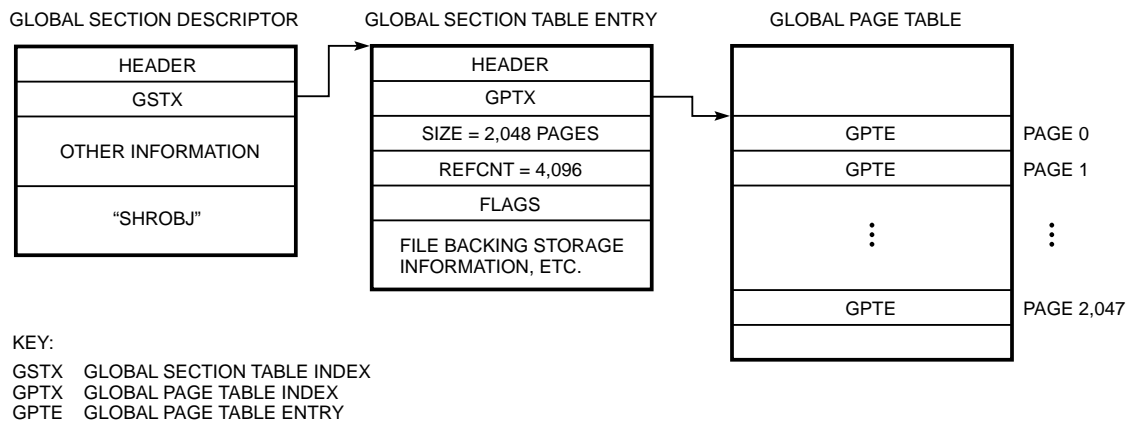 GLOBAL SECTION DESCRIPTOR
HEADER
GSTX
OTHER INFORMATION
“SHROBJ”
GLOBAL SECTION TABLE ENTRY
HEADER
GPTX
SIZE = 2,048 PAGES
REFCNT = 4,096
FLAGS
FILE BACKING STORAGE
INFORMATION, ETC.
GLOBAL PAGE TABLE
GPTE PAGE 0
GPTE PAGE 1
GPTE PAGE 2,047
KEY:
GSTX GLOBAL SECTION TABLE INDEX
GPTX GLOBAL PAGE TABLE INDEX
GPTE GLOBAL PAGE TABLE ENTRY